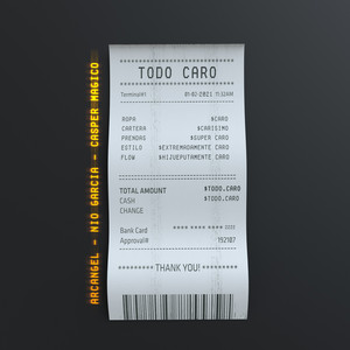 ARCANGEL - NIO GARCIA - CASPER MAGICO
TODO CARO
Terminal#1 01-02-2021 11:32AM
ROPA $CARO
CARTERA $CARISIMO
PRENDAS $SUPER CARO
ESTILO $EXTREMADAMENTE CARO
FLOW $HIJUEPUTAMENTE CARO
TOTAL AMOUNT $TODO.CARO
CASH $TODO.CARO
CHANGE
Bank Card **** **** **** 2222
Approval# 192107
********THANK YOU!********